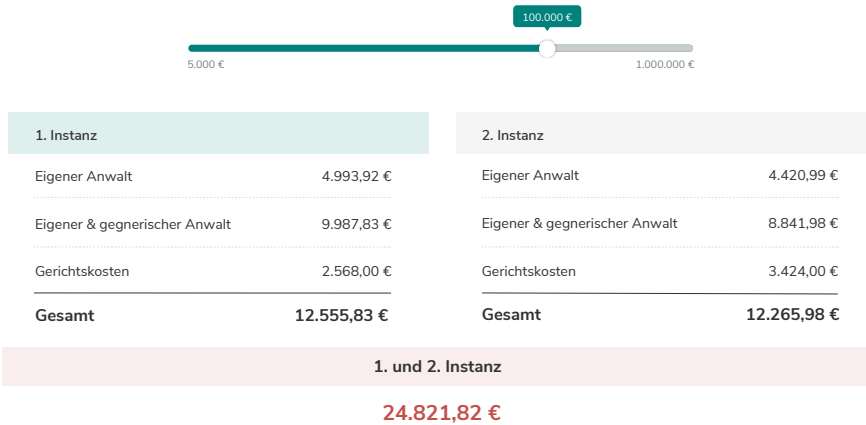 100.000 €
5.000 €
1.000.000 €
1. Instanz
Eigener Anwalt 4.993,92 €
Eigener & gegnerischer Anwalt 9.987,83 €
Gerichtskosten 2.568,00 €
Gesamt 12.555,83 €
2. Instanz
Eigener Anwalt 4.420,99 €
Eigener & gegnerischer Anwalt 8.841,98 €
Gerichtskosten 3.424,00 €
Gesamt 12.265,98 €
1. und 2. Instanz
24.821,82 €